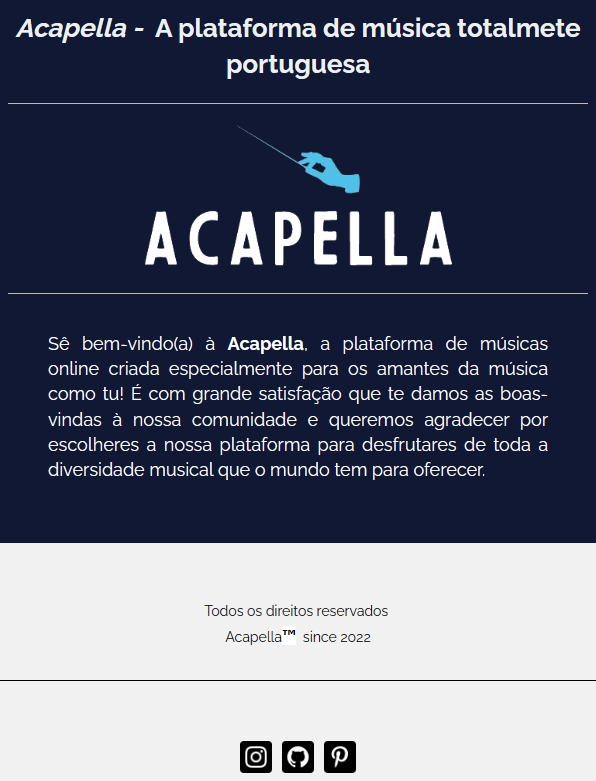 Acapella - A plataforma de música totalmete
portuguesa
ACAPELLA
Sê bem-vindo(a) à Acapella, a plataforma de músicas
online criada especialmente para os amantes da música
como tu! É com grande satisfação que te damos as boas-
vindas à nossa comunidade e queremos agradecer por
escolheres a nossa plataforma para desfrutares de toda a
diversidade musical que o mundo tem para oferecer.
Todos os direitos reservados
Acapella™ since 2022